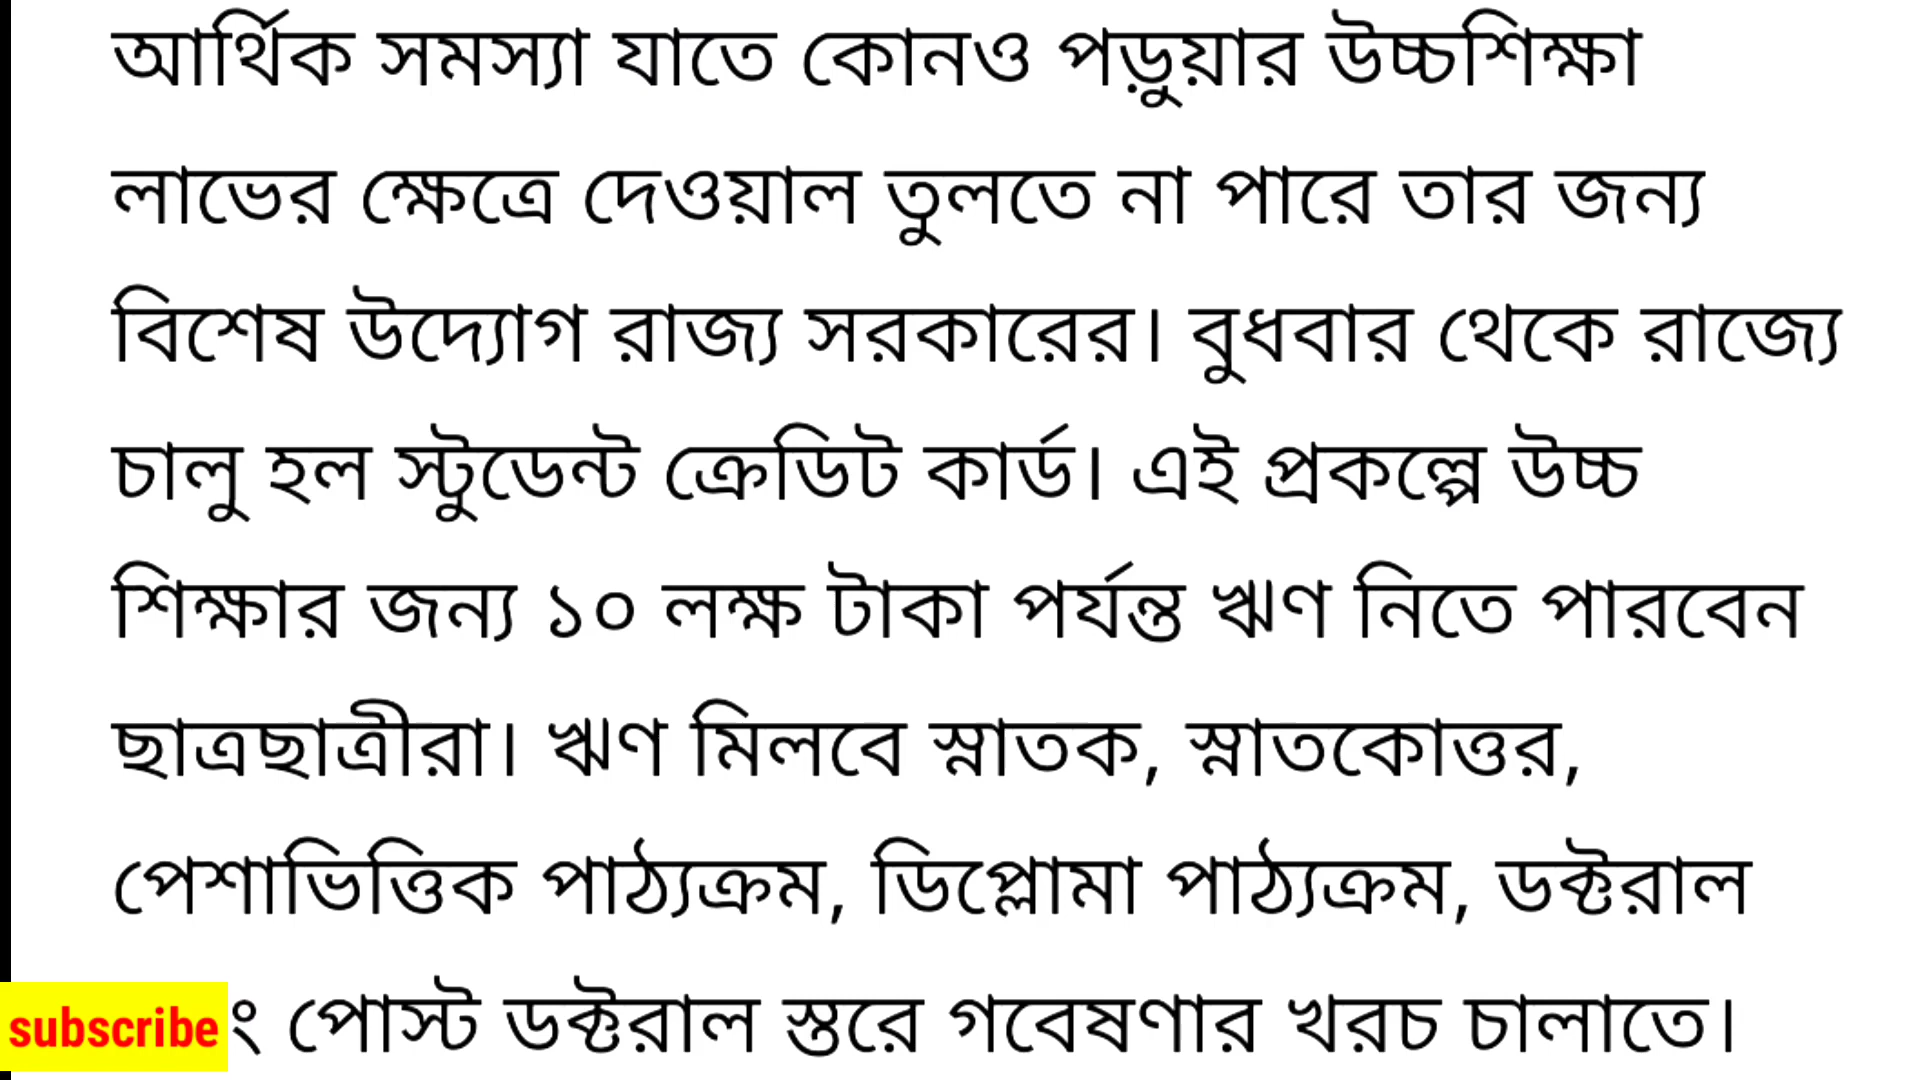 আর্থিক সমস্যা যাতে কোনও পড়ুয়ার উচ্চশিক্ষা
লাভের ক্ষেত্রে দেওয়াল তুলতে না পারে তার জন্য
বিশেষ উদ্যোগ রাজ্য সরকারের। বুধবার থেকে রাজ্যে
চালু হল স্টুডেন্ট ক্রেডিট কার্ড। এই প্রকল্পে উচ্চ
শিক্ষার জন্য ১০ লক্ষ টাকা পর্যন্ত ঋণ নিতে পারবেন
ছাত্রছাত্রীরা। ঋণ মিলবে স্নাতক, স্নাতকোত্তর,
পেশাভিত্তিক পাঠ্যক্রম, ডিপ্লোমা পাঠ্যক্রম, ডক্টরাল
subscribe পোস্ট ডক্টরাল স্তরে গবেষণার খরচ চালাতে।